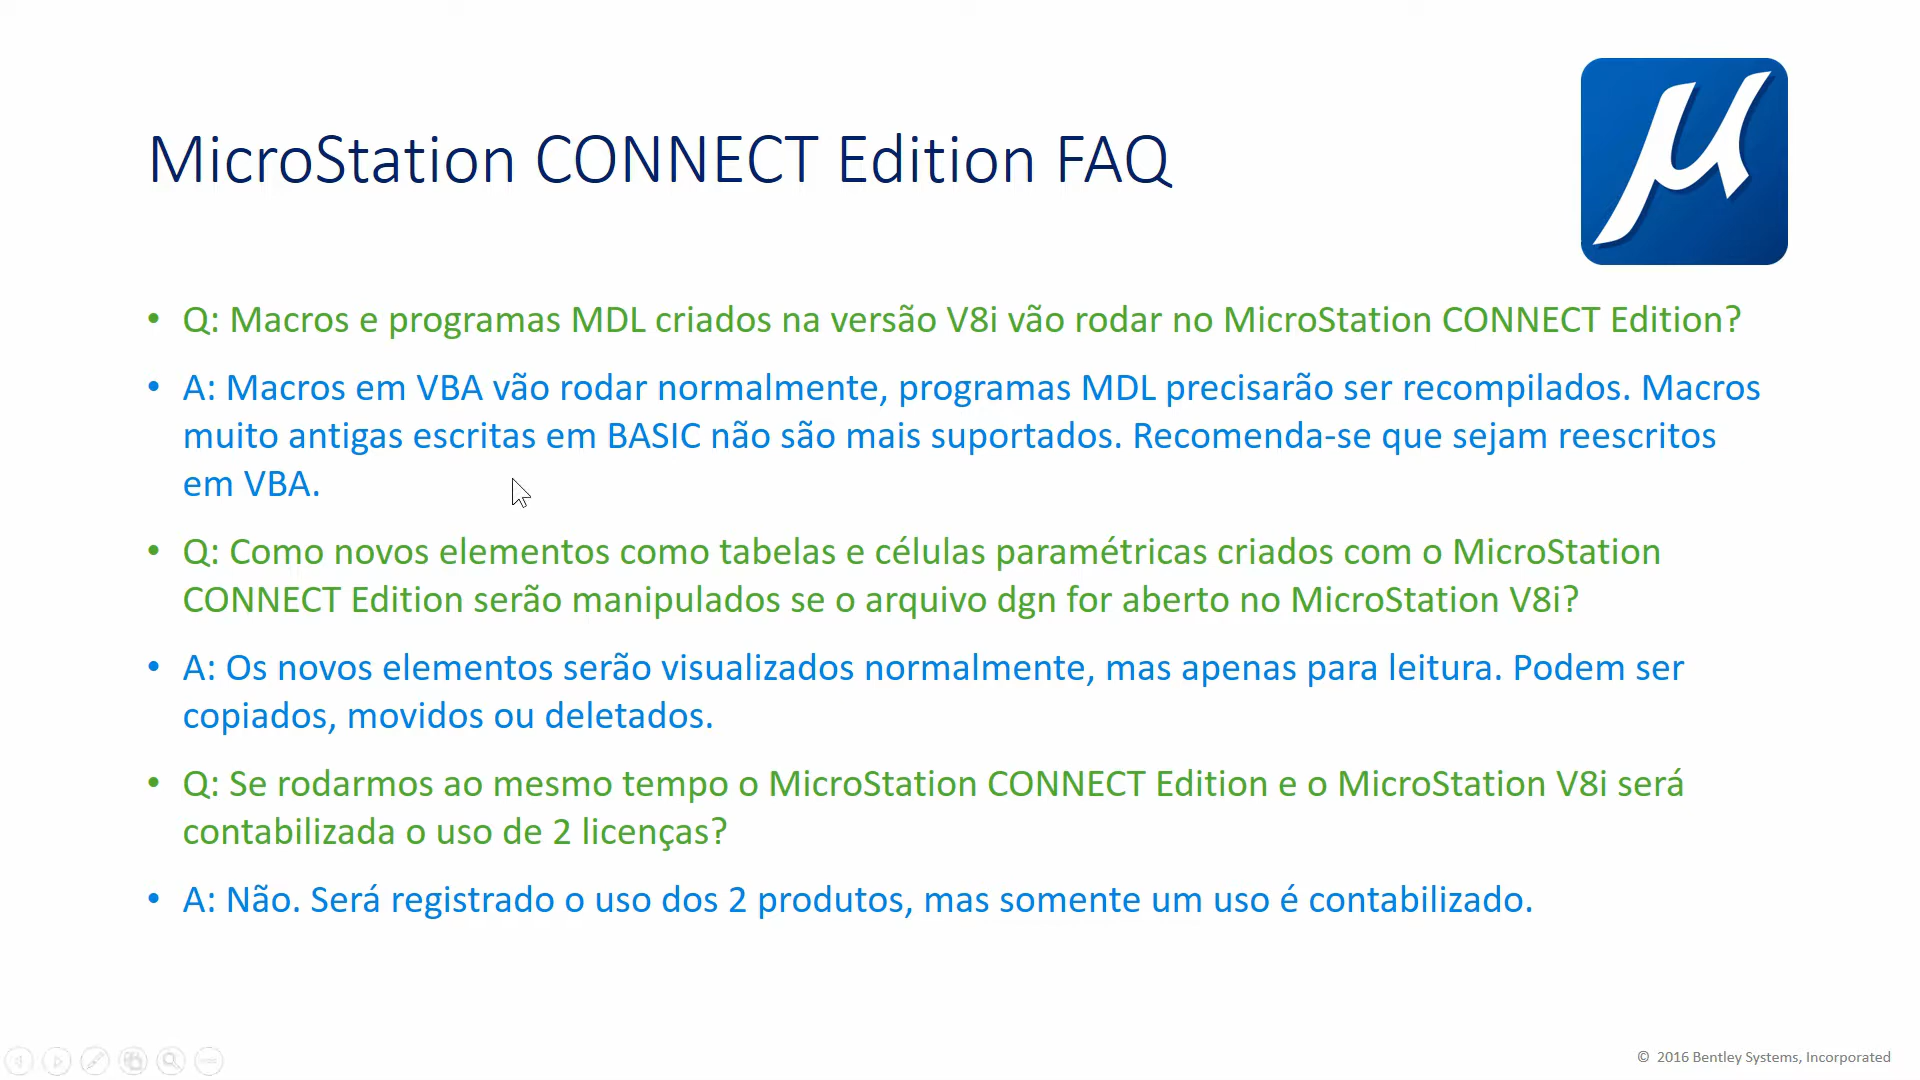 MicroStation CONNECT Edition FAQ
• Q: Macros e programas MDL criados na versão V8i vão rodar no MicroStation CONNECT Edition?
• A: Macros em VBA vão rodar normalmente, programas MDL precisarão ser recompilados. Macros
muito antigas escritas em BASIC não são mais suportados. Recomenda-se que sejam reescritos
em VBA.
• Q: Como novos elementos como tabelas e células paramétricas criados com o MicroStation
CONNECT Edition serão manipulados se o arquivo dgn for aberto no MicroStation V8i?
• A: Os novos elementos serão visualizados normalmente, mas apenas para leitura. Podem ser
copiados, movidos ou deletados.
• Q: Se rodarmos ao mesmo tempo o MicroStation CONNECT Edition e o MicroStation V8i será
contabilizada o uso de 2 licenças?
• A: Não. Será registrado o uso dos 2 produtos, mas somente um uso é contabilizado.
© 2016 Bentley Systems, Incorporated